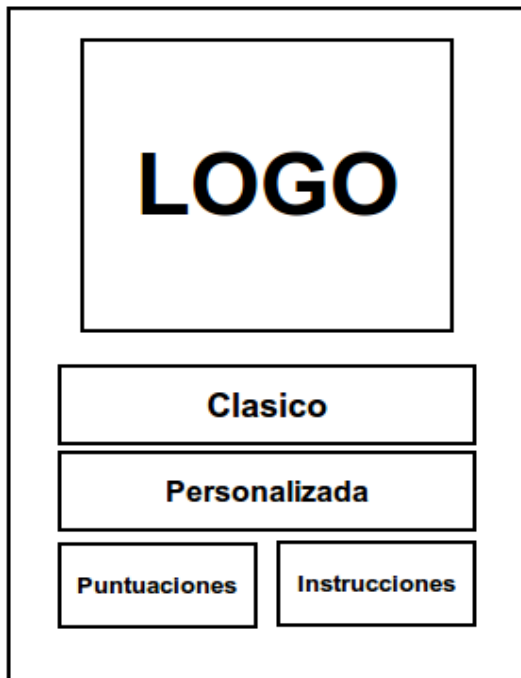 LOGO
Clasico
Personalizada
Puntuaciones
Instrucciones